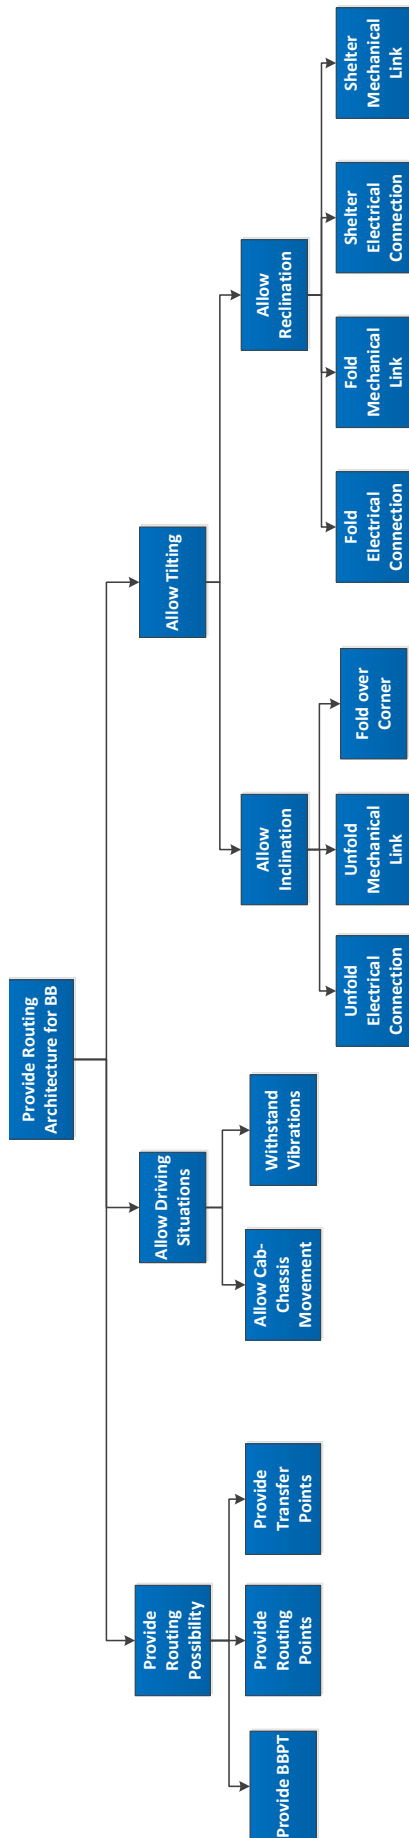 Provide Routing
Architecture for BB
Provide
Routing
Possibility
Allow Driving
Situations
Allow Tilting
Provide BBPT
Provide
Routing
Points
Provide
Transfer
Points
Allow Cab-
Chassis
Movement
Withstand
Vibrations
Allow
Inclination
Allow
Reclination
Unfold
Electrical
Connection
Unfold
Mechanical
Link
Fold over
Corner
Fold
Electrical
Connection
Fold
Mechanical
Link
Shelter
Electrical
Connection
Shelter
Mechanical
Link